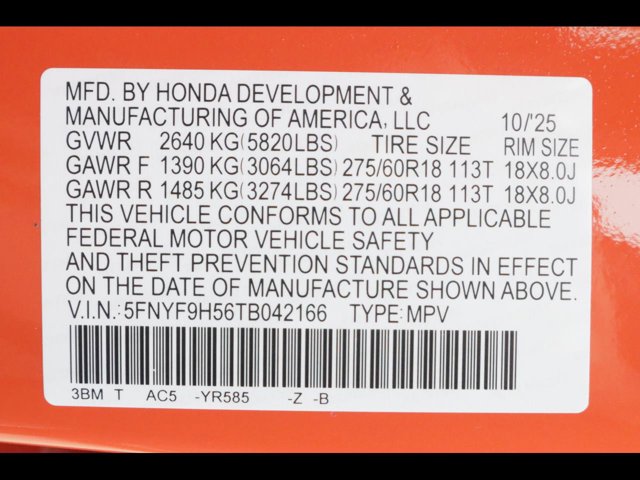 MFD. BY HONDA DEVELOPMENT &
MANUFACTURING OF AMERICA, LLC 10/'25
GVWR 2640 KG(5820LBS) TIRE SIZE RIM SIZE
GAWR F 1390 KG(3064LBS) 275/60R18 113T 18X8.0J
GAWR R 1485 KG(3274LBS) 275/60R18 113T 18X8.0J
THIS VEHICLE CONFORMS TO ALL APPLICABLE
FEDERAL MOTOR VEHICLE SAFETY
AND THEFT PREVENTION STANDARDS IN EFFECT
ON THE DATE OF MANUFACTURE SHOWN ABOVE.
V.I.N.: 5FNYF9H56TB042166 TYPE: MPV
3BM T AC5 -YR585 -Z -B